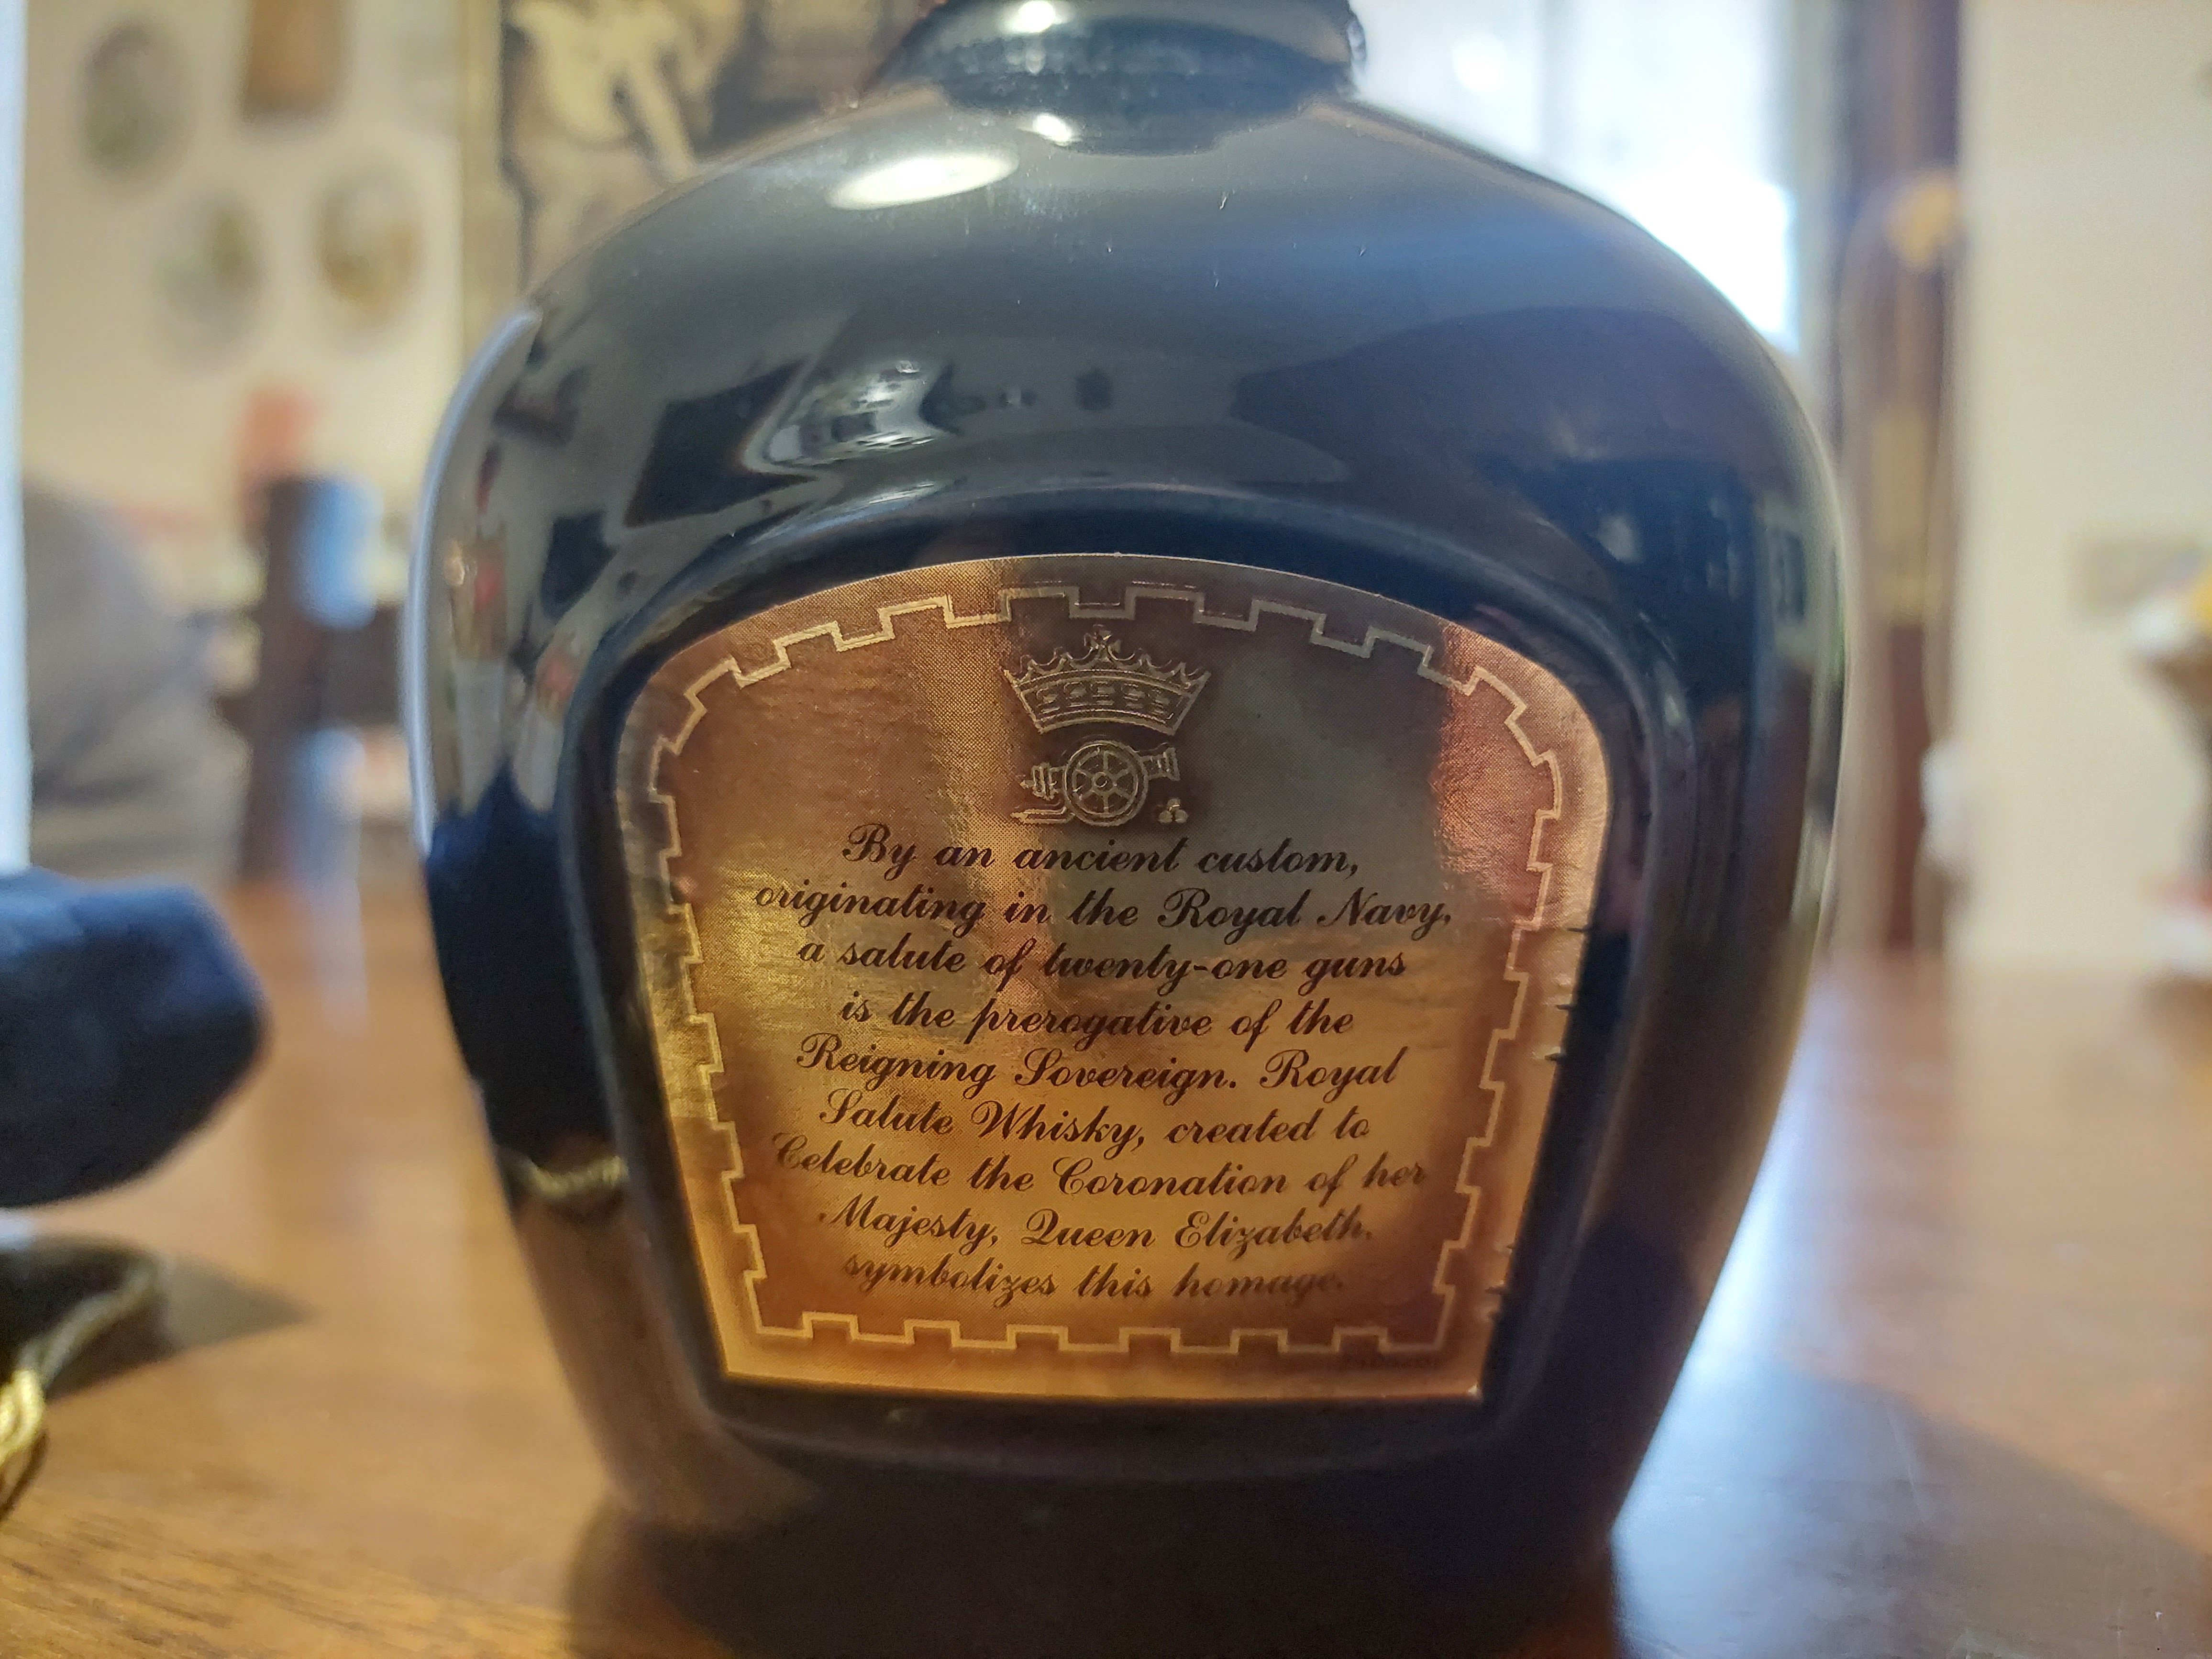 By an ancient custom,
originating in the Royal Navy,
a salute of twenty-one guns
is the prerogative of the
Reigning Sovereign. Royal
Salute Whisky, created to
Celebrate the Coronation of her
Majesty, Queen Elizabeth,
symbolizes this homage.